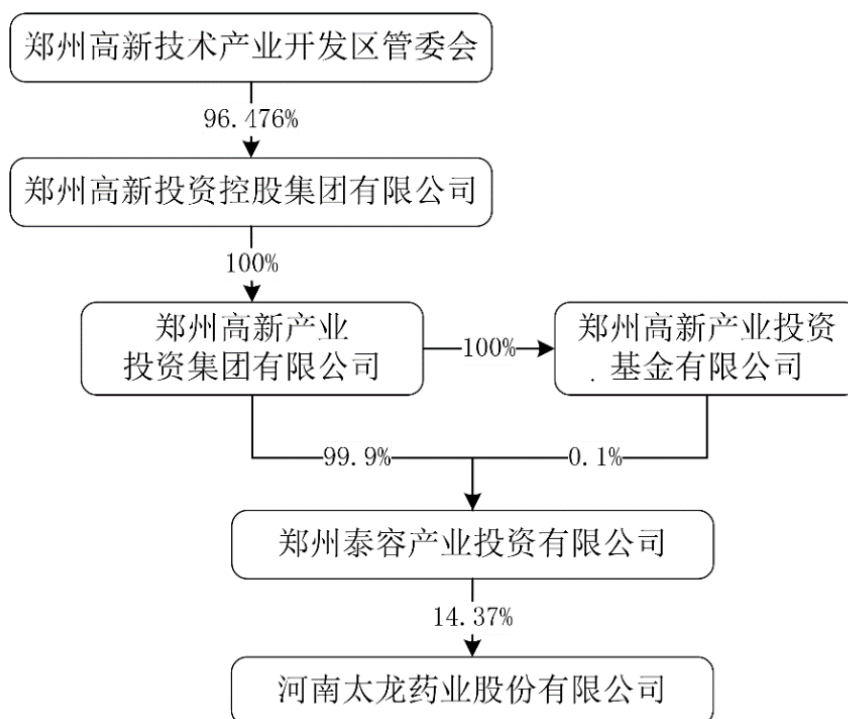 郑州高新技术产业开发区管委会
96.476%
郑州高新投资控股集团有限公司
100%
郑州高新产业
投资集团有限公司
100%
郑州高新产业投资
基金有限公司
99.9%
0.1%
郑州泰容产业投资有限公司
14.37%
河南太龙药业股份有限公司